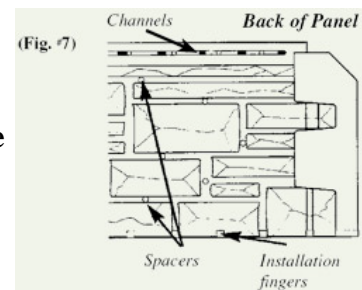 Channels
Back of Panel
(Fig. #7)
e
Spacers
Installation
fingers